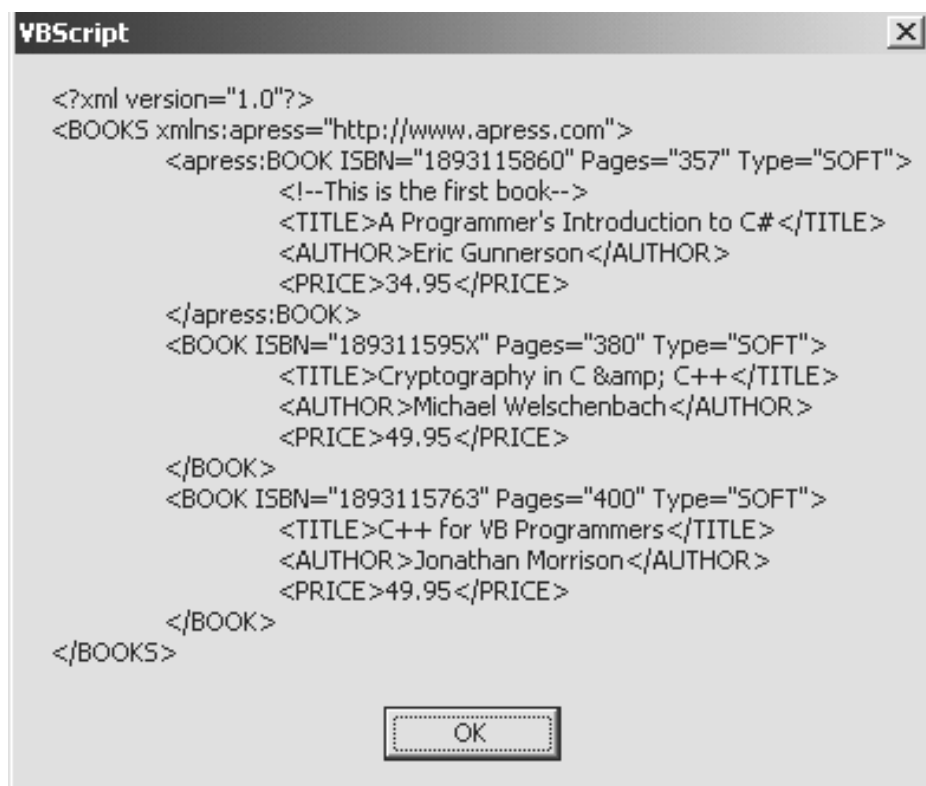 VBScript
<?xml version="1.0"?>
<BOOKS xmlns:apress="http://www.apress.com">
<apress:BOOK ISBN="1893115860" Pages="357" Type="SOFT">
<!--This is the first book-->
<TITLE>A Programmer's Introduction to C#</TITLE>
<AUTHOR>Eric Gunnerson</AUTHOR>
<PRICE>34.95</PRICE>
</apress:BOOK>
<BOOK ISBN="189311595X" Pages="380" Type="SOFT">
<TITLE>Cryptography in C &amp; C++</TITLE>
<AUTHOR>Michael Welschenbach</AUTHOR>
<PRICE>49.95</PRICE>
</BOOK>
<BOOK ISBN="1893115763" Pages="400" Type="SOFT">
<TITLE>C++ for VB Programmers</TITLE>
<AUTHOR>Jonathan Morrison</AUTHOR>
<PRICE>49.95</PRICE>
</BOOK>
</BOOKS>
OK